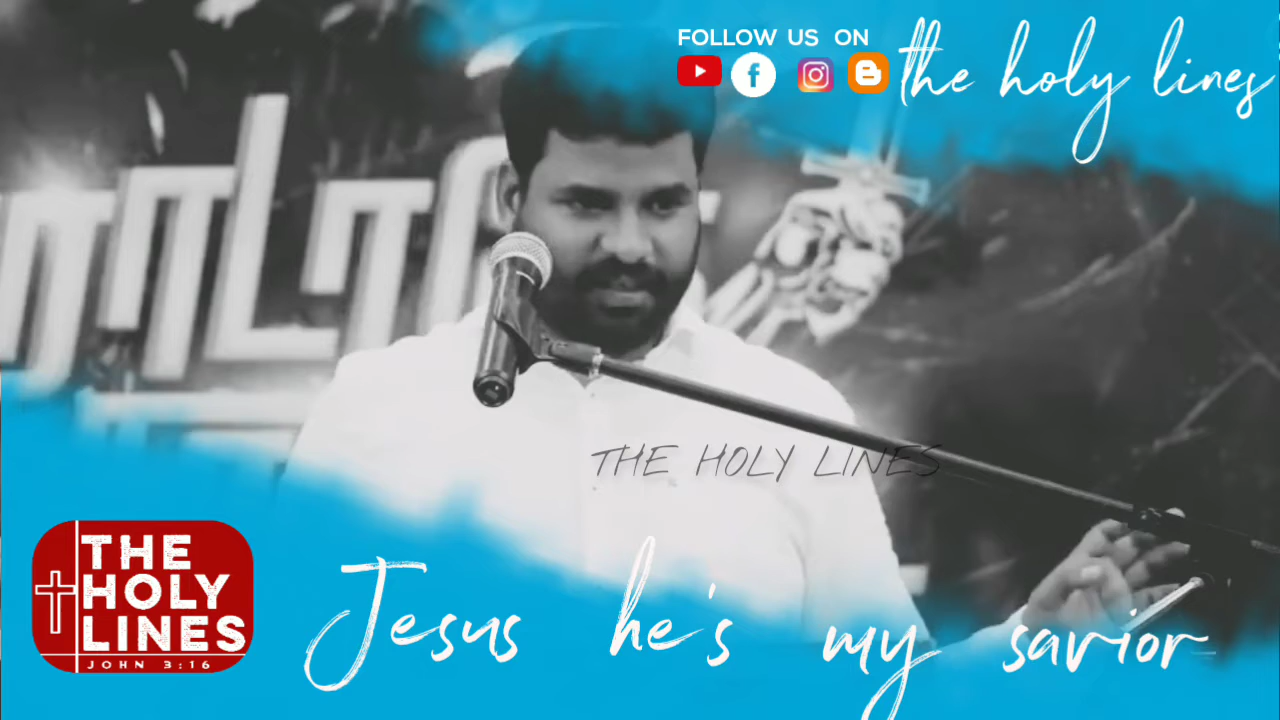 FOLLOW US ON
the holy lines
THE HOLY LINES
THE
HOLY
LINES
JOHN 3:16
Jesus he's my savior